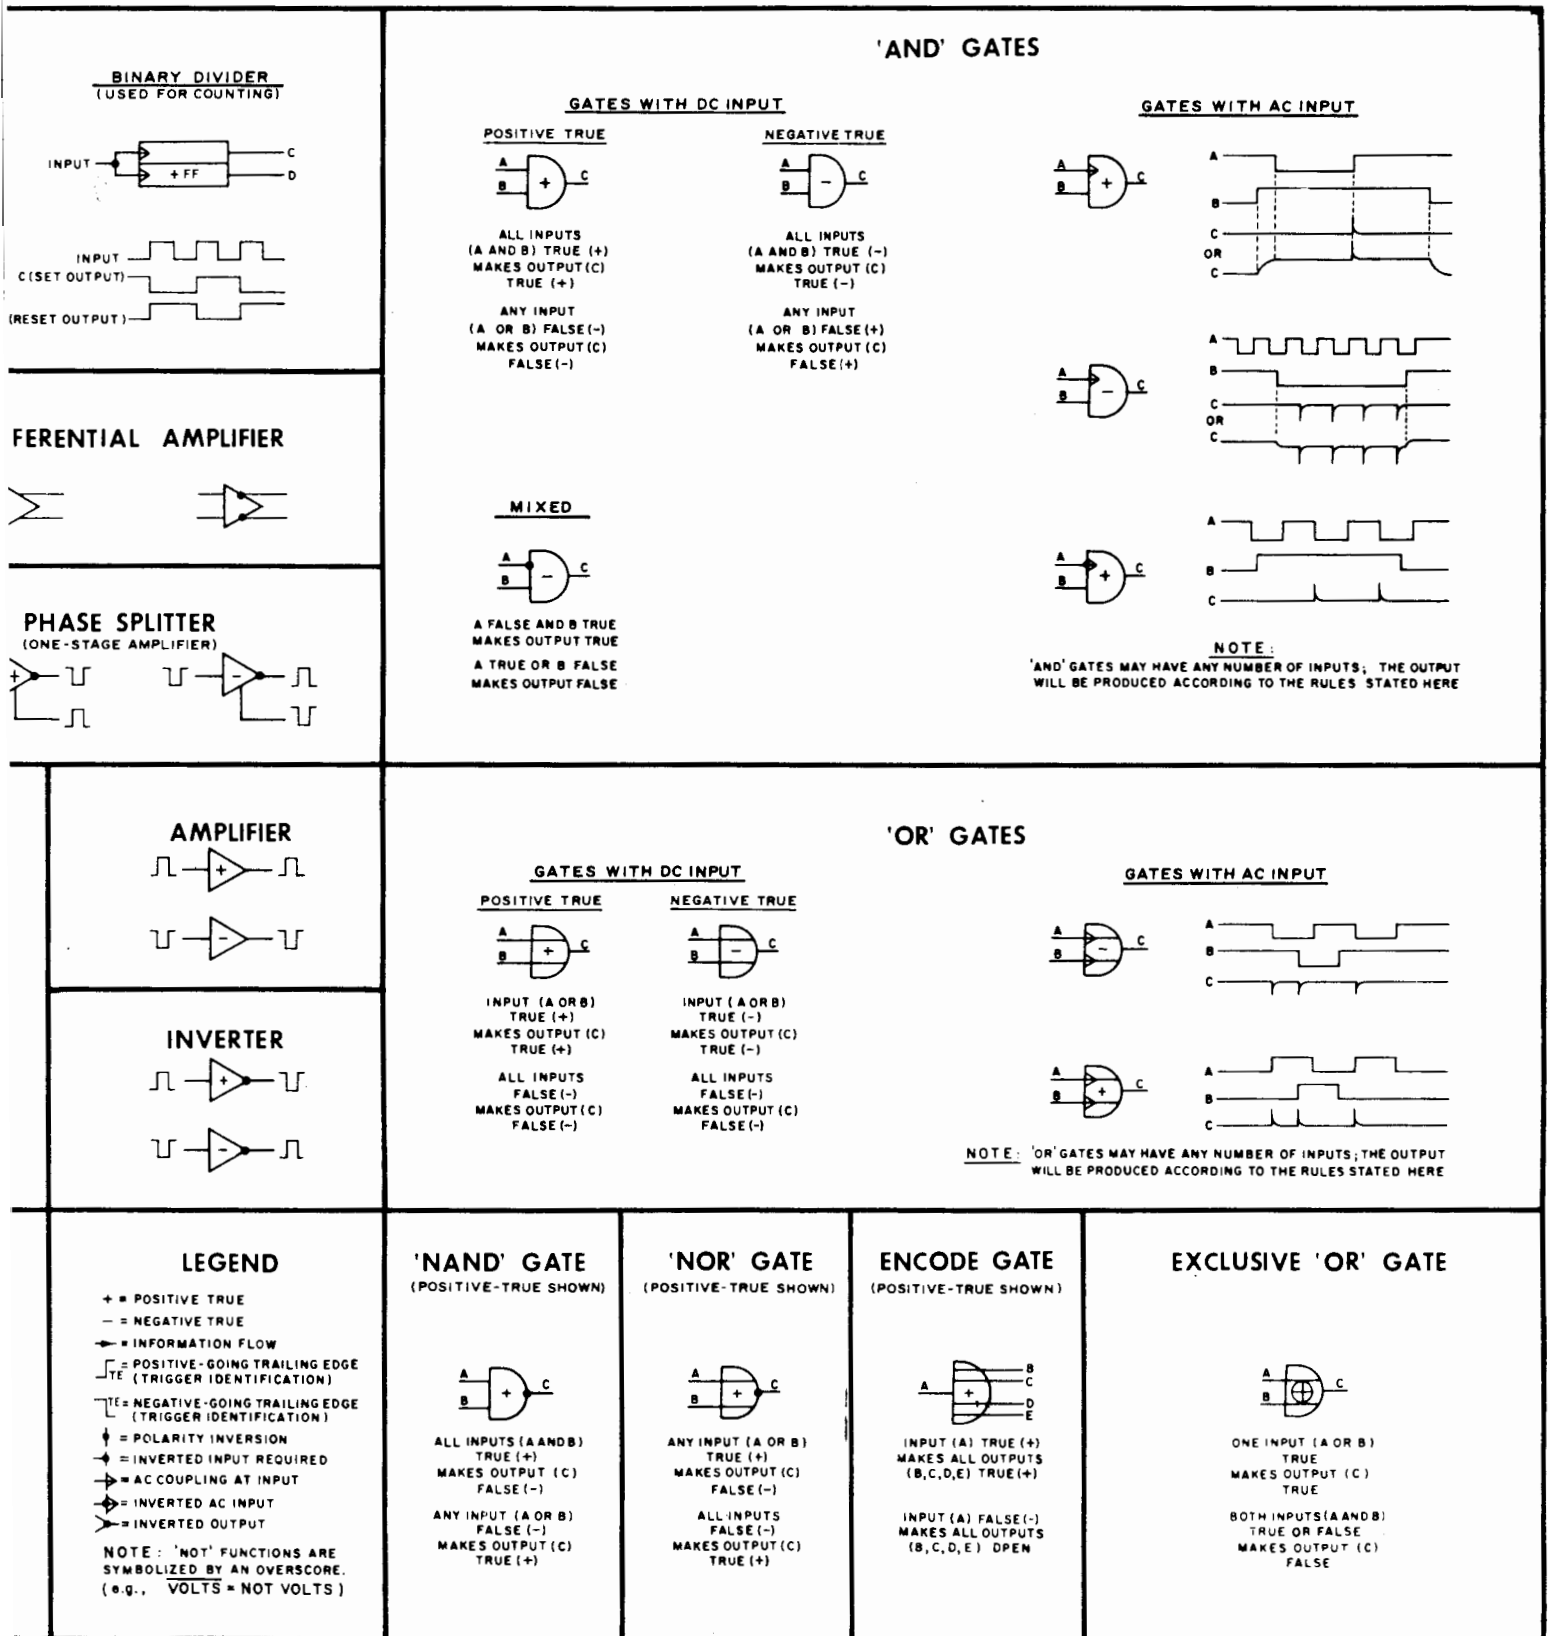 BINARY DIVIDER
(USED FOR COUNTING)
INPUT
+ FF
C
D
INPUT
C(SET OUTPUT)
(RESET OUTPUT)
FERENTIAL AMPLIFIER
PHASE SPLITTER
(ONE-STAGE AMPLIFIER)
+
-
'AND' GATES
GATES WITH DC INPUT
POSITIVE TRUE
A
B
+
C
ALL INPUTS
(A AND B) TRUE (+)
MAKES OUTPUT(C)
TRUE (+)
ANY INPUT
(A OR B) FALSE(-)
MAKES OUTPUT(C)
FALSE(-)
NEGATIVE TRUE
A
B
-
C
ALL INPUTS
(A AND B) TRUE (-)
MAKES OUTPUT(C)
TRUE(-)
ANY INPUT
(A OR B) FALSE(+)
MAKES OUTPUT(C)
FALSE(+)
MIXED
A
B
-
C
A FALSE AND B TRUE
MAKES OUTPUT TRUE
A TRUE OR B FALSE
MAKES OUTPUT FALSE
GATES WITH AC INPUT
A
B
+
C
A
B
C
OR
C
A
B
-
C
A
B
C
OR
C
A
B
+
C
A
B
C
NOTE:
'AND' GATES MAY HAVE ANY NUMBER OF INPUTS; THE OUTPUT
WILL BE PRODUCED ACCORDING TO THE RULES STATED HERE
AMPLIFIER
+
-
INVERTER
+
-
'OR' GATES
GATES WITH DC INPUT
POSITIVE TRUE
A
B
+
C
INPUT (A OR B)
TRUE (+)
MAKES OUTPUT (C)
TRUE (+)
ALL INPUTS
FALSE(-)
MAKES OUTPUT(C)
FALSE(-)
NEGATIVE TRUE
A
B
-
C
INPUT (A OR B)
TRUE (-)
MAKES OUTPUT (C)
TRUE (-)
ALL INPUTS
FALSE(-)
MAKES OUTPUT (C)
FALSE(-)
GATES WITH AC INPUT
A
B
-
C
A
B
C
A
B
+
C
A
B
C
NOTE: 'OR' GATES MAY HAVE ANY NUMBER OF INPUTS; THE OUTPUT
WILL BE PRODUCED ACCORDING TO THE RULES STATED HERE
LEGEND
+ = POSITIVE TRUE
- = NEGATIVE TRUE
= INFORMATION FLOW
TE = POSITIVE-GOING TRAILING EDGE
(TRIGGER IDENTIFICATION)
TE = NEGATIVE-GOING TRAILING EDGE
(TRIGGER IDENTIFICATION)
= POLARITY INVERSION
= INVERTED INPUT REQUIRED
= AC COUPLING AT INPUT
= INVERTED AC INPUT
= INVERTED OUTPUT
NOTE: 'NOT' FUNCTIONS ARE
SYMBOLIZED BY AN OVERSCORE.
(e.g., V̅O̅L̅T̅S̅ = NOT VOLTS)
'NAND' GATE
(POSITIVE-TRUE SHOWN)
A
B
+
C
ALL INPUTS (A AND B)
TRUE (+)
MAKES OUTPUT (C)
FALSE (-)
ANY INPUT (A OR B)
FALSE (-)
MAKES OUTPUT(C)
TRUE(+)
'NOR' GATE
(POSITIVE-TRUE SHOWN)
A
B
+
C
ANY INPUT (A OR B)
TRUE (+)
MAKES OUTPUT (C)
FALSE(-)
ALL INPUTS
FALSE(-)
MAKES OUTPUT(C)
TRUE (+)
ENCODE GATE
(POSITIVE-TRUE SHOWN)
A
+
B
C
D
E
INPUT (A) TRUE (+)
MAKES ALL OUTPUTS
(B,C,D,E) TRUE(+)
INPUT (A) FALSE(-)
MAKES ALL OUTPUTS
(B,C,D,E) OPEN
EXCLUSIVE 'OR' GATE
A
B
+
C
ONE INPUT (A OR B)
TRUE
MAKES OUTPUT (C)
TRUE
BOTH INPUTS(A AND B)
TRUE OR FALSE
MAKES OUTPUT (C)
FALSE